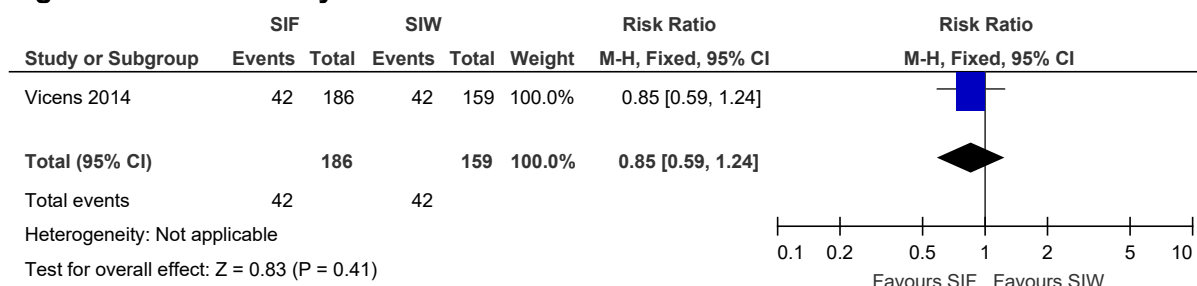 SIF SIW Risk Ratio Risk Ratio
Study or Subgroup Events Total Events Total Weight M-H, Fixed, 95% CI M-H, Fixed, 95% CI
Vicens 2014 42 186 42 159 100.0% 0.85 [0.59, 1.24]
Total (95% CI) 186 159 100.0% 0.85 [0.59, 1.24]
Total events 42 42
Heterogeneity: Not applicable
Test for overall effect: Z = 0.83 (P = 0.41)
0.1 0.2 0.5 1 2 5 10
Favours SIF Favours SIW